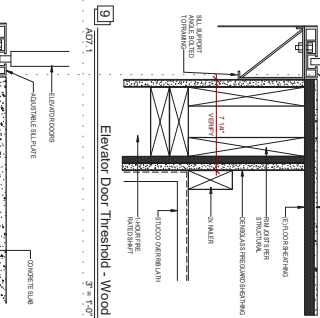 SILL SUPPORT
ANGLE, BOLTED
TO FRAMING
7 1/4"
VERIFY
(E) FLOOR SHEATHING
RIM JOISTS PER
STRUCTURAL
DENSGLASS FIREGUARD SHEATHING
2x NAILER
STUCCO OVER RIB LATH
1-HOUR FIRE
RATED SHAFT
9
AD7.1
Elevator Door Threshold - Wood
3" = 1'-0"
ELEVATOR DOORS
ADJUSTABLE SILL PLATE
CONCRETE SLAB